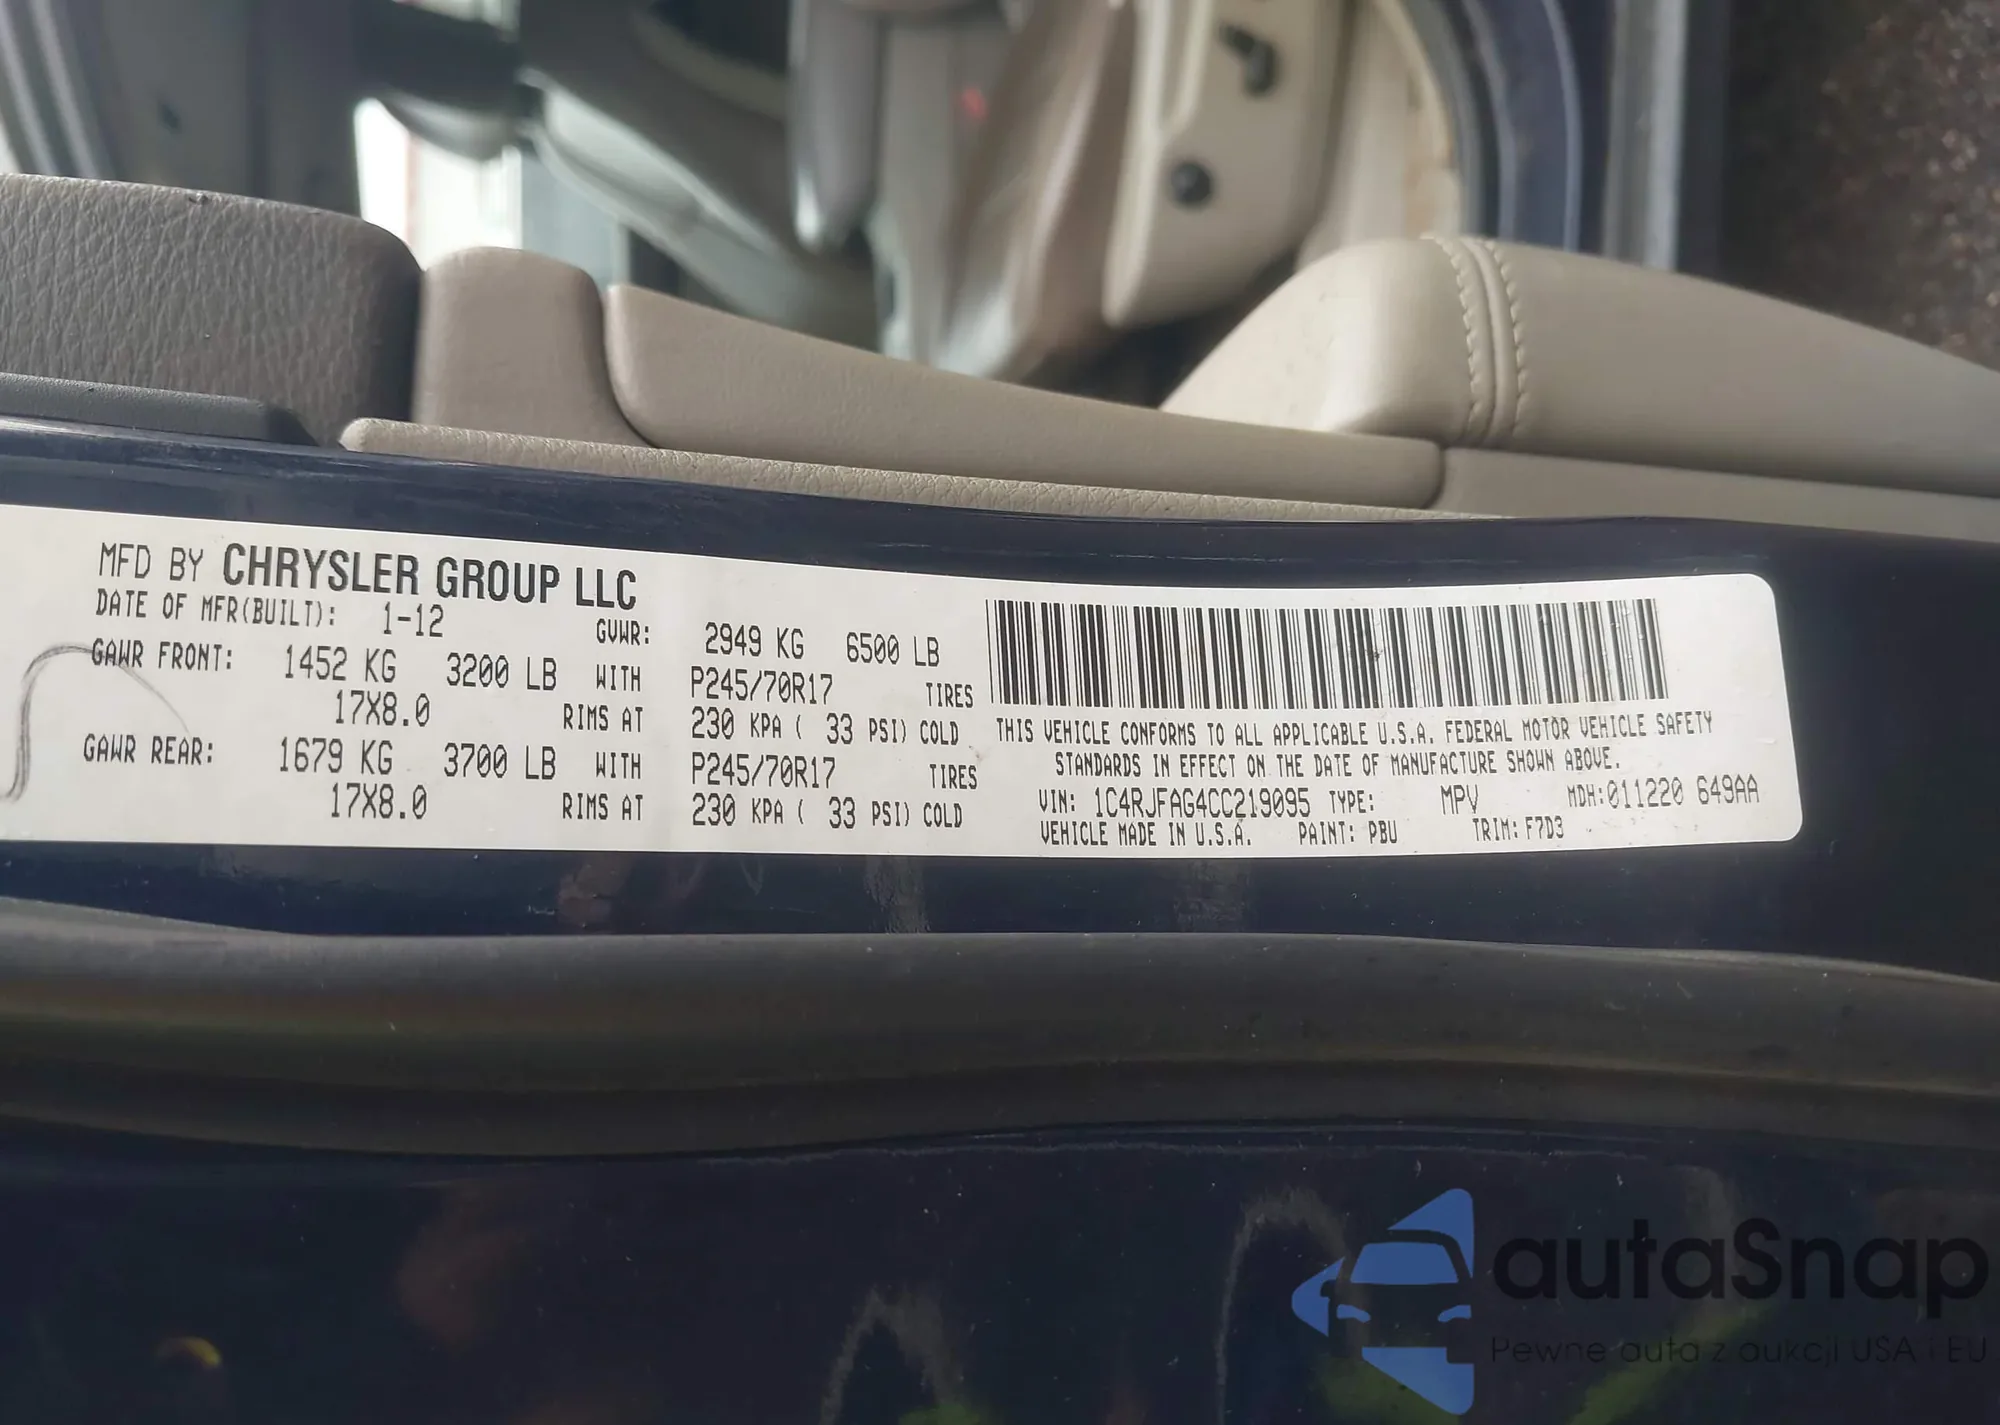 MFD BY CHRYSLER GROUP LLC
DATE OF MFR(BUILT): 1-12 GVWR: 2949 KG 6500 LB
GAWR FRONT: 1452 KG 3200 LB WITH P245/70R17 TIRES
17X8.0 RIMS AT 230 KPA ( 33 PSI) COLD
GAWR REAR: 1679 KG 3700 LB WITH P245/70R17 TIRES
17X8.0 RIMS AT 230 KPA ( 33 PSI) COLD
THIS VEHICLE CONFORMS TO ALL APPLICABLE U.S.A. FEDERAL MOTOR VEHICLE SAFETY
STANDARDS IN EFFECT ON THE DATE OF MANUFACTURE SHOWN ABOVE.
VIN: 1C4RJFAG4CC219095 TYPE: MPV MDH:011220 649AA
VEHICLE MADE IN U.S.A. PAINT: PBU TRIM: F7D3
autaSnap
Pewne auta z aukcji USA i EU